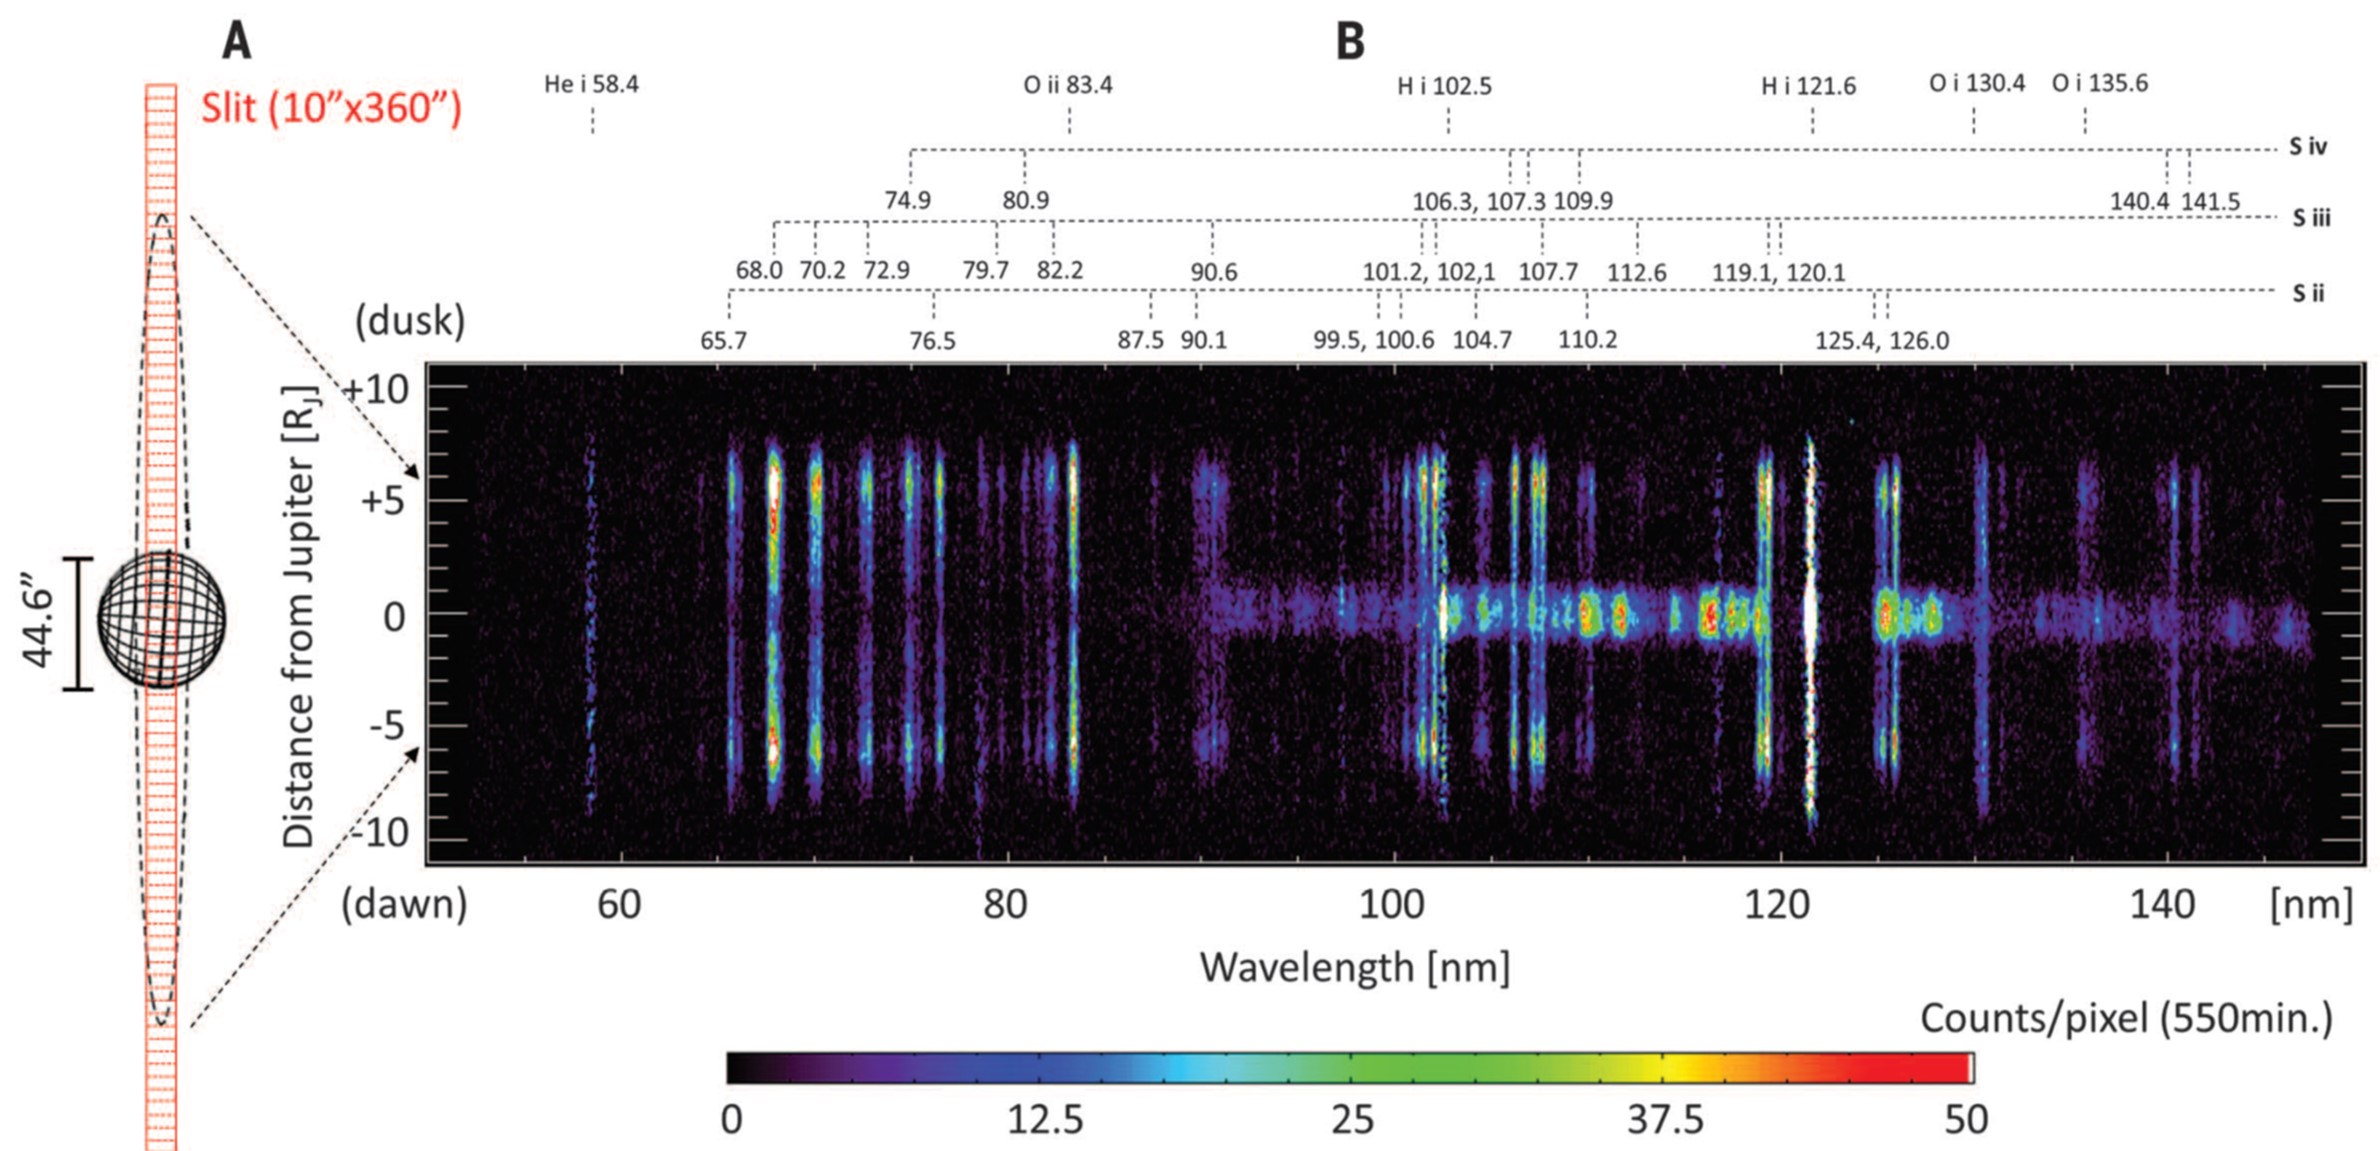 A
B
Slit (10”x360”)
He i 58.4
O ii 83.4
H i 102.5
H i 121.6
O i 130.4
O i 135.6
S iv
74.9
80.9
106.3, 107.3 109.9
140.4 141.5
S iii
68.0 70.2 72.9
79.7 82.2
90.6
101.2, 102,1 107.7 112.6
119.1, 120.1
S ii
65.7
76.5
87.5 90.1
99.5, 100.6 104.7
110.2
125.4, 126.0
(dusk)
44.6”
Distance from Jupiter [RJ]
+10
+5
0
-5
-10
(dawn)
60
80
100
120
140
[nm]
Wavelength [nm]
Counts/pixel (550min.)
0
12.5
25
37.5
50